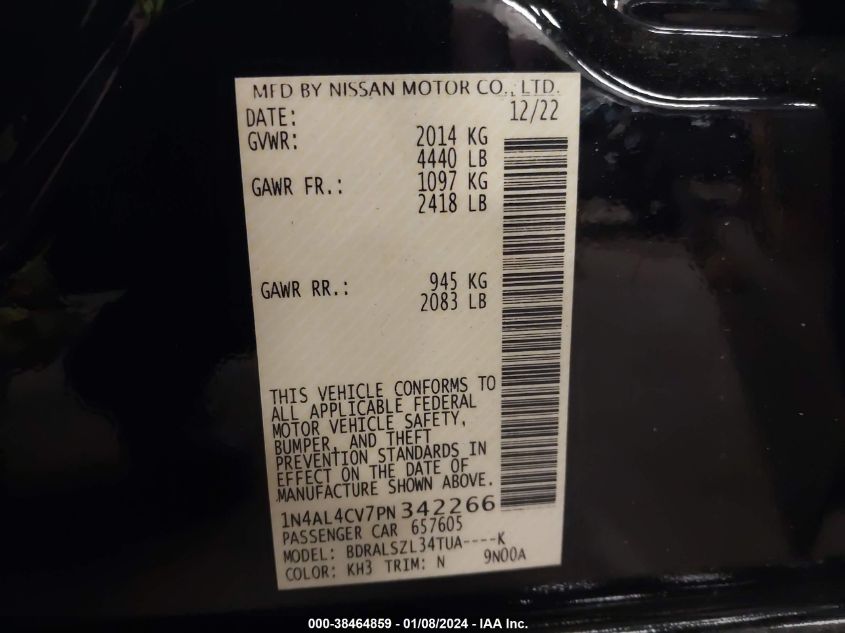 MFD BY NISSAN MOTOR CO., LTD.
DATE: 12/22
GVWR: 2014 KG
4440 LB
GAWR FR.: 1097 KG
2418 LB
GAWR RR.: 945 KG
2083 LB
THIS VEHICLE CONFORMS TO
ALL APPLICABLE FEDERAL
MOTOR VEHICLE SAFETY,
BUMPER, AND THEFT
PREVENTION STANDARDS IN
EFFECT ON THE DATE OF
MANUFACTURE SHOWN ABOVE.
1N4AL4CV7PN342266
PASSENGER CAR 657605
MODEL: BDRALSZL34TUA----K
COLOR: KH3 TRIM: N 9N00A
000-38464859 - 01/08/2024 - IAA Inc.